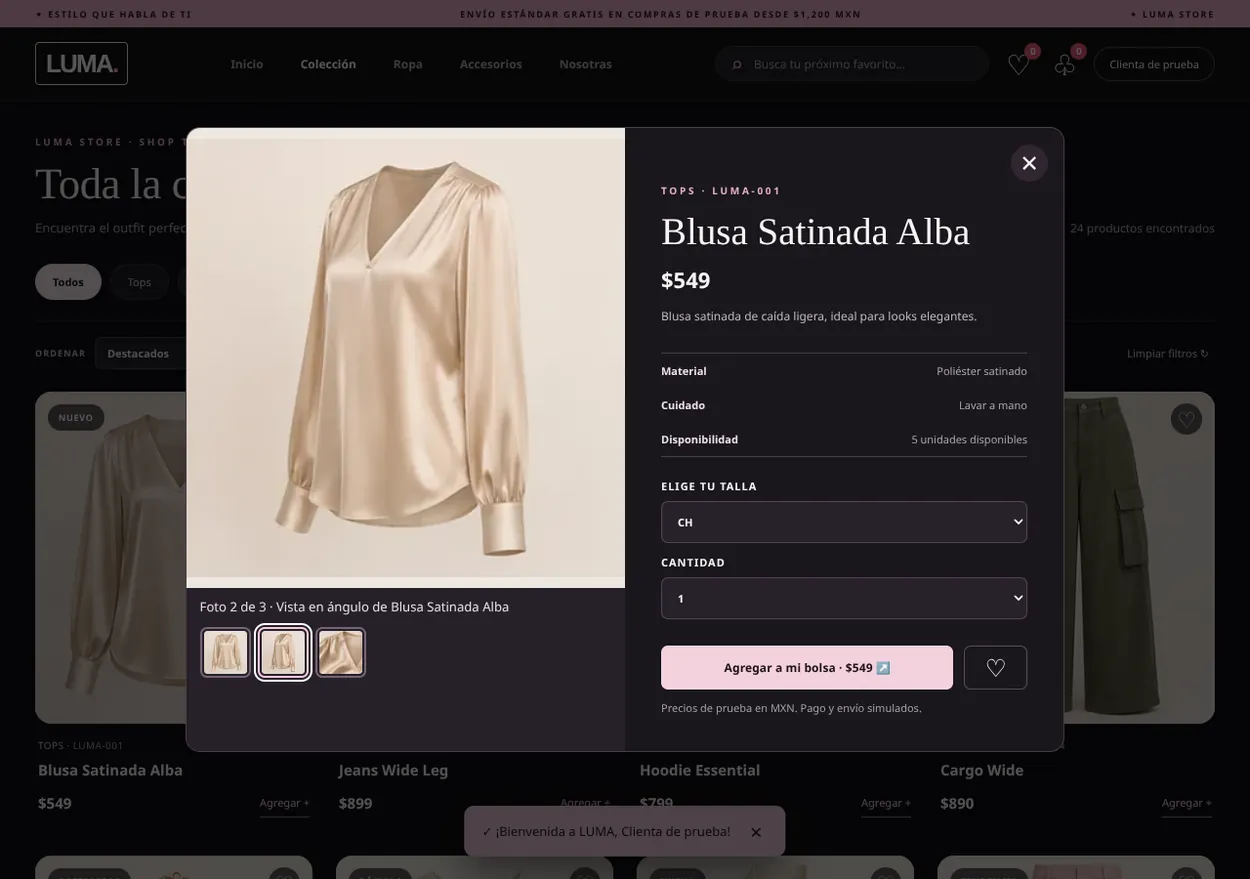 ✦ ESTILO QUE HABLA DE TI
ENVÍO ESTÁNDAR GRATIS EN COMPRAS DE PRUEBA DESDE $1,200 MXN
✦ LUMA STORE
LUMA.
Inicio
Colección
Ropa
Accesorios
Nosotras
Busca tu próximo favorito...
0
0
Clienta de prueba
LUMA STORE · SHOP
Toda la
Encuentra el outfit
24 productos encontrados
Todos
Tops
ORDENAR
Destacados
Limpiar filtros ↻
NUEVO
TOPS · LUMA-001
Blusa Satinada Alba
$549
Blusa satinada de caída ligera, ideal para looks elegantes.
Material
Poliéster satinado
Cuidado
Lavar a mano
Disponibilidad
5 unidades disponibles
ELIGE TU TALLA
CH
CANTIDAD
1
Agregar a mi bolsa · $549 ↗
Precios de prueba en MXN. Pago y envío simulados.
Foto 2 de 3 · Vista en ángulo de Blusa Satinada Alba
TOPS · LUMA-001
Blusa Satinada Alba
$549
Agregar +
Jeans Wide Leg
$899
Agregar +
Hoodie Essential
$799
Agregar +
Cargo Wide
$890
Agregar +
✓ ¡Bienvenida a LUMA, Clienta de prueba!